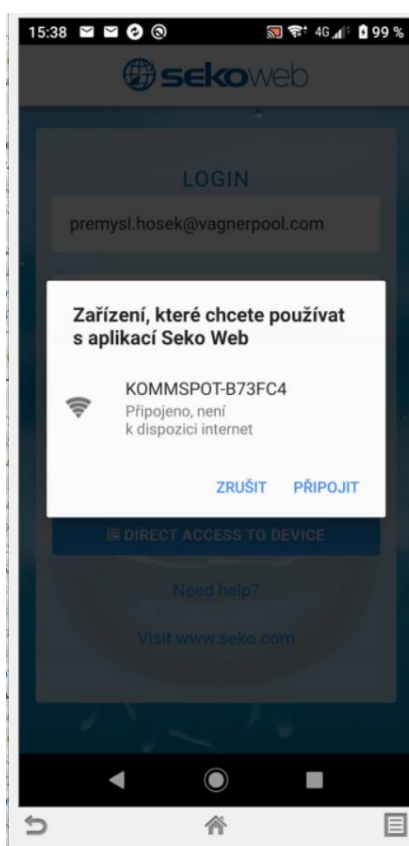 15:38 4G 99 %
sekoweb
LOGIN
premysl.hosek@vagnerpool.com
Zařízení, které chcete používat
s aplikací Seko Web
KOMMSPOT-B73FC4
Připojeno, není
k dispozici internet
ZRUŠIT PŘIPOJIT
DIRECT ACCESS TO DEVICE
Need help?
Visit www.seko.com